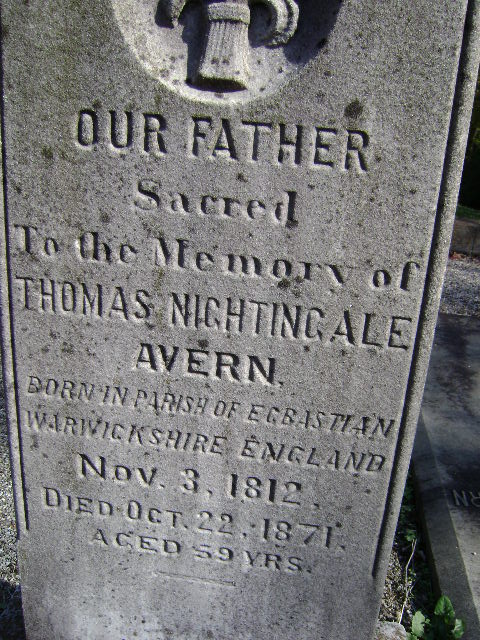 OUR FATHER
Sacred
To the Memory of
THOMAS NIGHTINGALE
AVERN.
BORN IN PARISH OF EGBASTIAN
WARWICKSHIRE ENGLAND
NOV. 3, 1812.
DIED OCT. 22, 1871.
AGED 59 YRS.